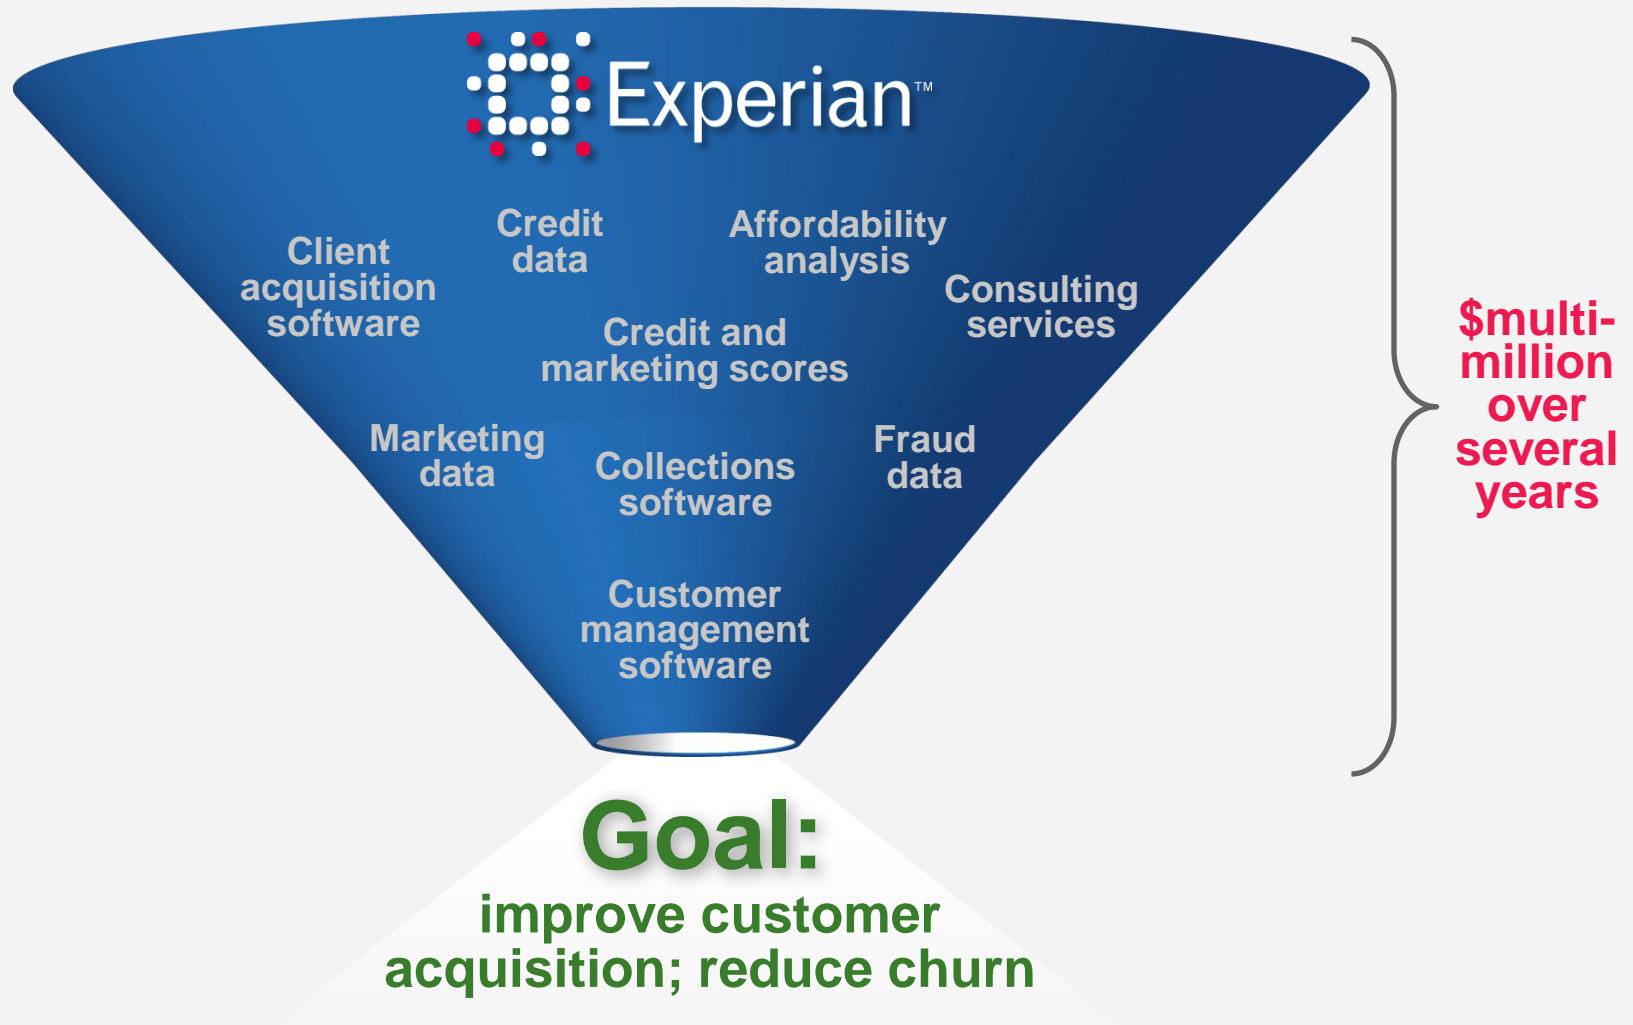 Experian™
Credit
data
Affordability
analysis
Client
acquisition
software
Consulting
services
Credit and
marketing scores
Marketing
data
Collections
software
Fraud
data
Customer
management
software
$multi-
million
over
several
years
Goal:
improve customer
acquisition; reduce churn